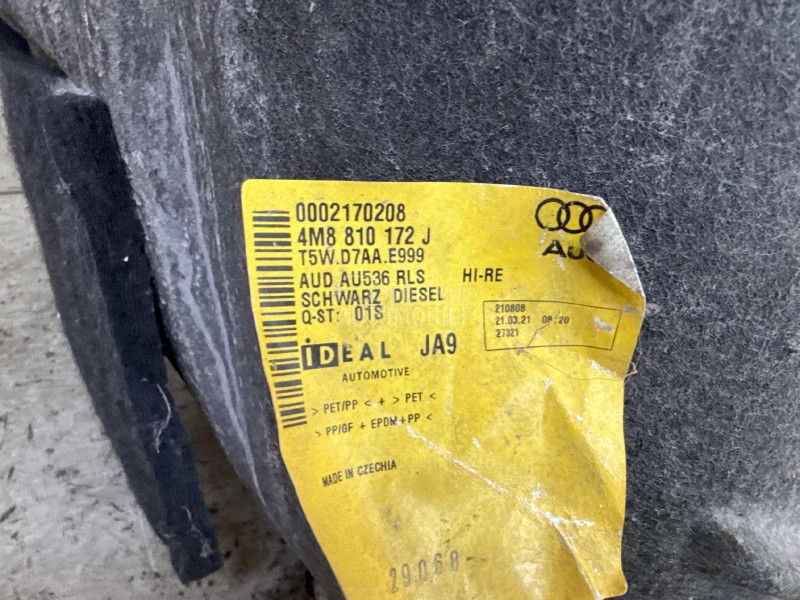 0002170208
4M8 810 172 J
T5W.D7AA.E999
AUD AU536 RLS HI-RE
SCHWARZ DIESEL
Q-ST: 01S
210808
21.03.21 08:20
27321
iDEAL JA9
AUTOMOTIVE
> PET/PP < + > PET <
> PP/GF + EPDM+PP <
MADE IN CZECHIA
29068